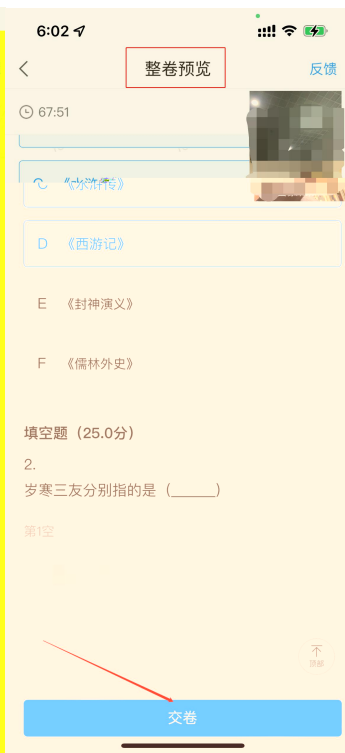 6:02
整卷预览
反馈
67:51
C 《水浒传》
D 《西游记》
E 《封神演义》
F 《儒林外史》
填空题（25.0分）
2.
岁寒三友分别指的是（_____）
第1空
顶部
交卷